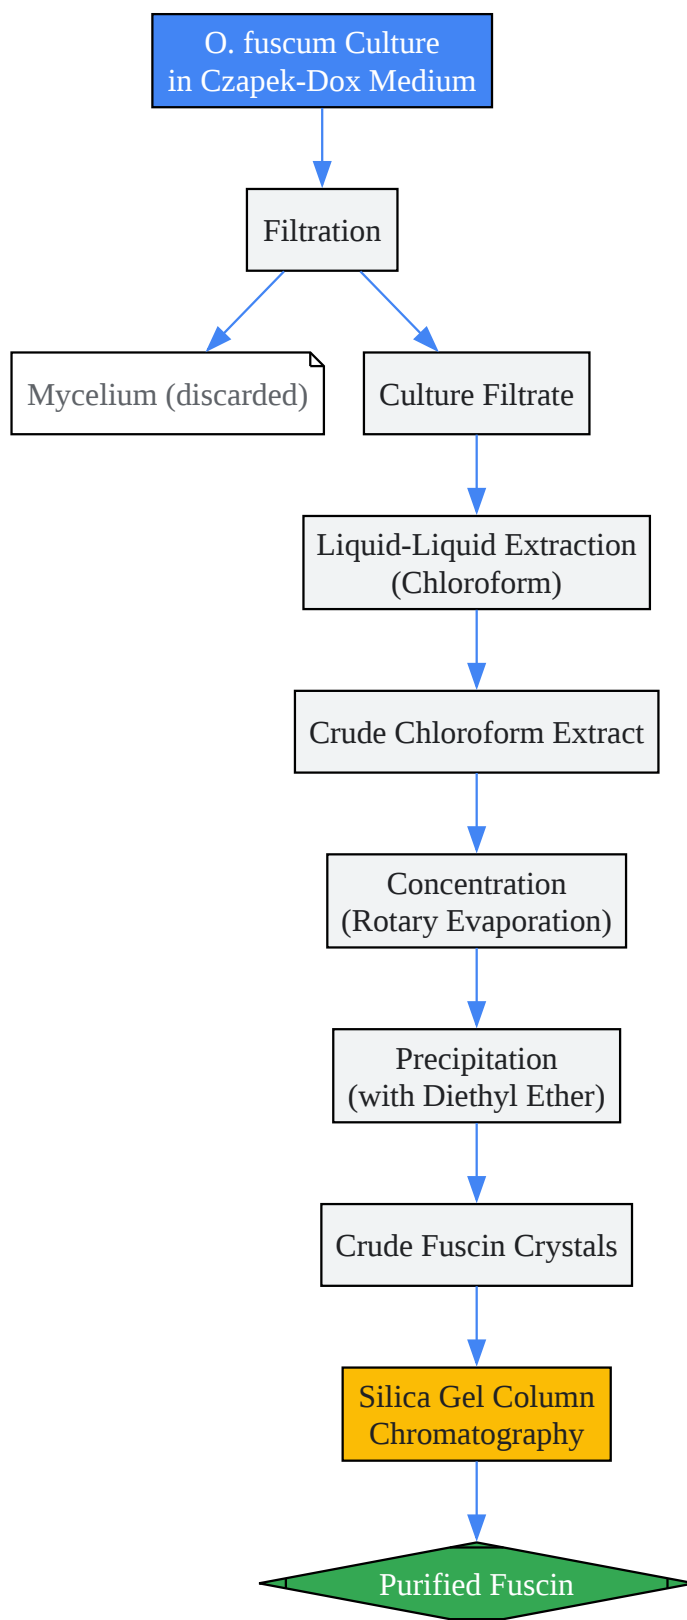 O. fuscum Culture
in Czapek-Dox Medium
Filtration
Mycelium (discarded)
Culture Filtrate
Liquid-Liquid Extraction
(Chloroform)
Crude Chloroform Extract
Concentration
(Rotary Evaporation)
Precipitation
(with Diethyl Ether)
Crude Fuscin Crystals
Silica Gel Column
Chromatography
Purified Fuscin